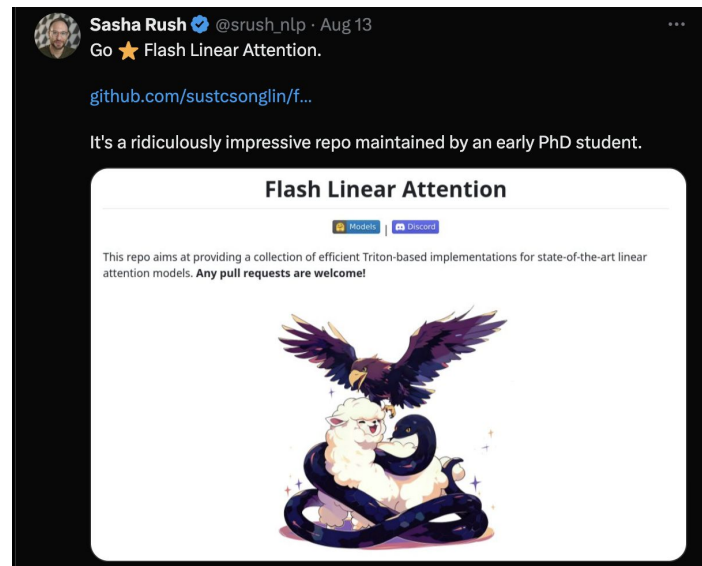 Sasha Rush @srush_nlp · Aug 13
Go ⭐ Flash Linear Attention.
github.com/sustcsonglin/f...
It's a ridiculously impressive repo maintained by an early PhD student.
Flash Linear Attention
Models | Discord
This repo aims at providing a collection of efficient Triton-based implementations for state-of-the-art linear
attention models. Any pull requests are welcome!